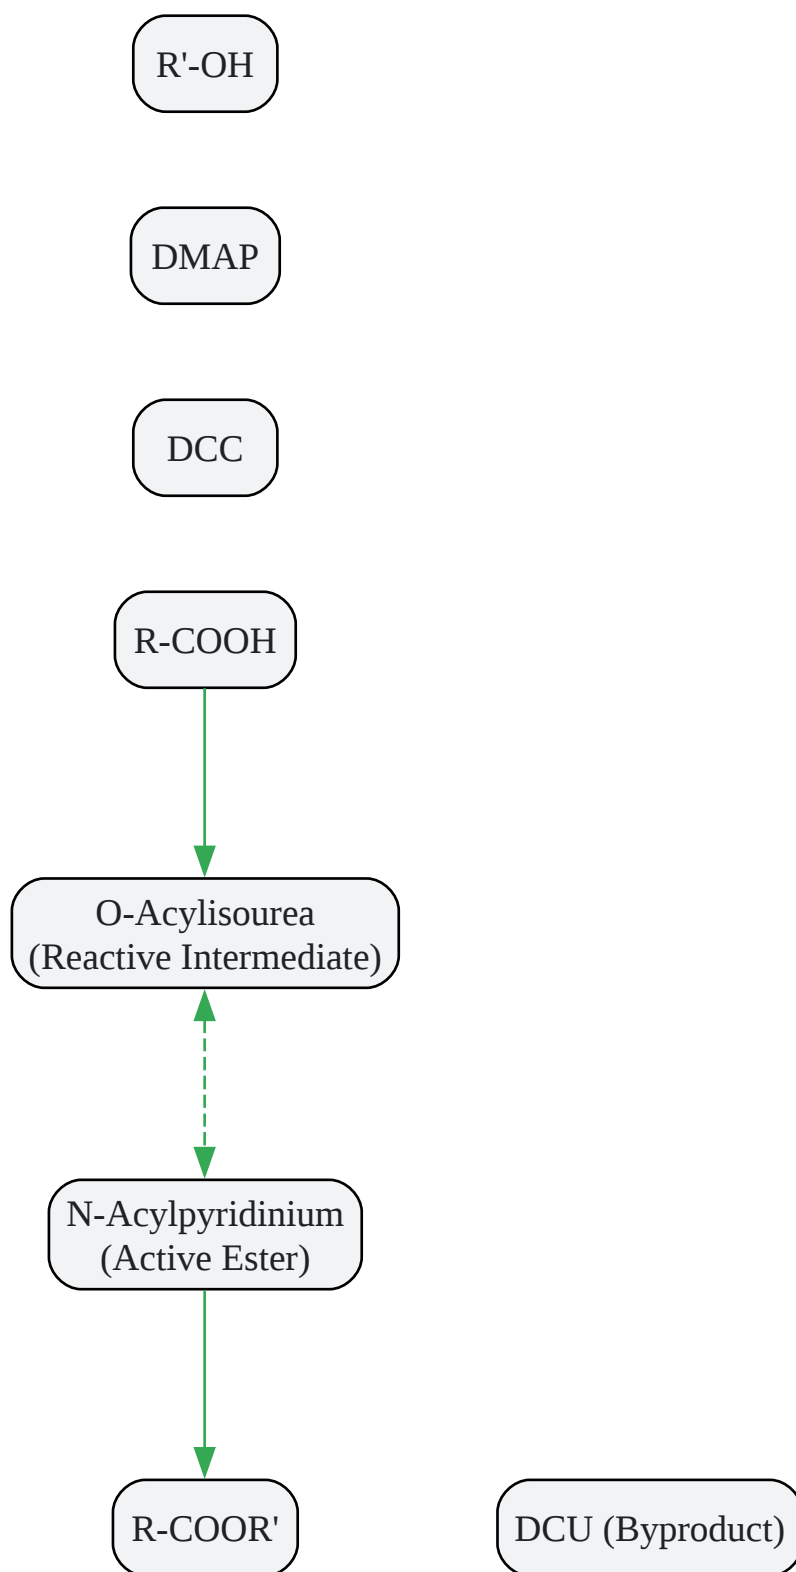 R'-OH
DMAP
DCC
R-COOH
O-Acylisourea
(Reactive Intermediate)
N-Acylpyridinium
(Active Ester)
R-COOR'
DCU (Byproduct)